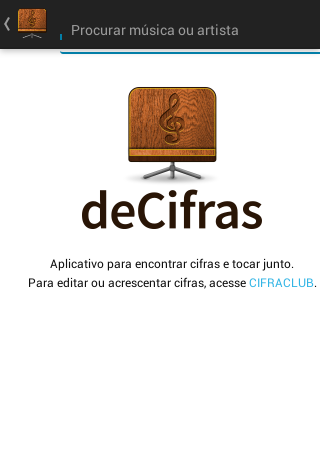 Procurar música ou artista
deCifras
Aplicativo para encontrar cifras e tocar junto.
Para editar ou acrescentar cifras, acesse CIFRACLUB.